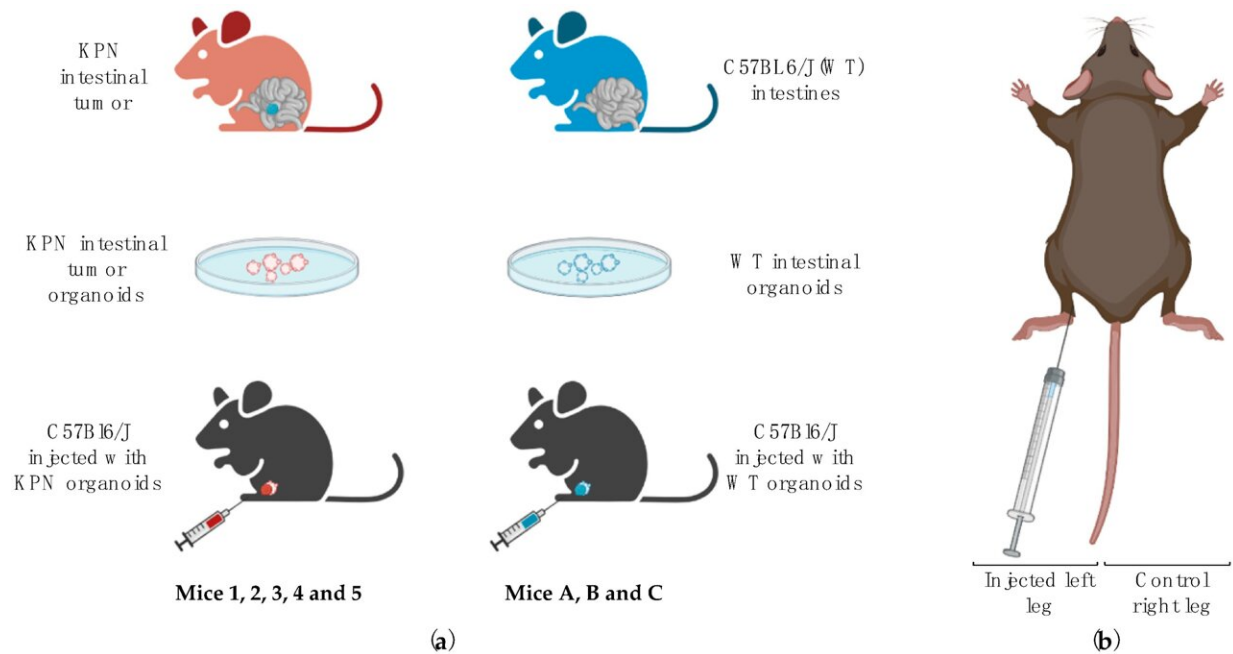 KPN
intestinal
tumor
C57BL6/J (WT)
intestines
KPN intestinal
tumor
organoids
WT intestinal
organoids
C57Bl6/J
injected with
KPN organoids
C57Bl6/J
injected with
WT organoids
Mice 1, 2, 3, 4 and 5
Mice A, B and C
(a)
Injected left
leg
Control
right leg
(b)